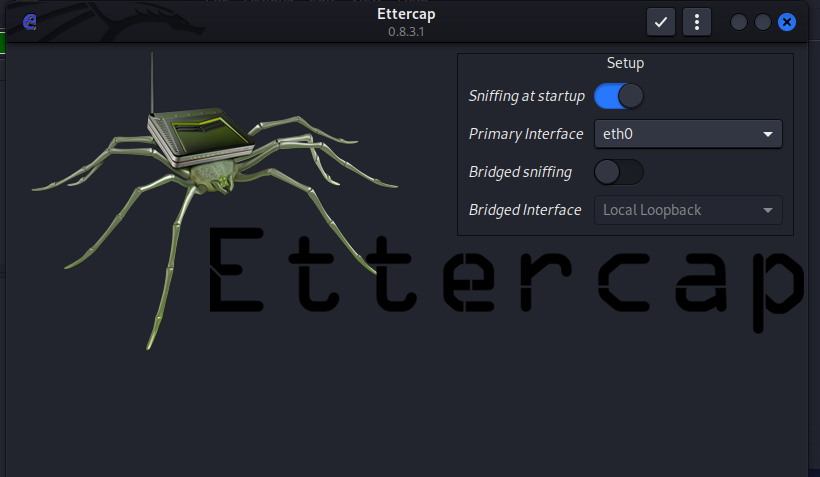 Ettercap
0.8.3.1
Setup
Sniffing at startup
Primary Interface eth0
Bridged sniffing
Bridged Interface Local Loopback
Ettercap